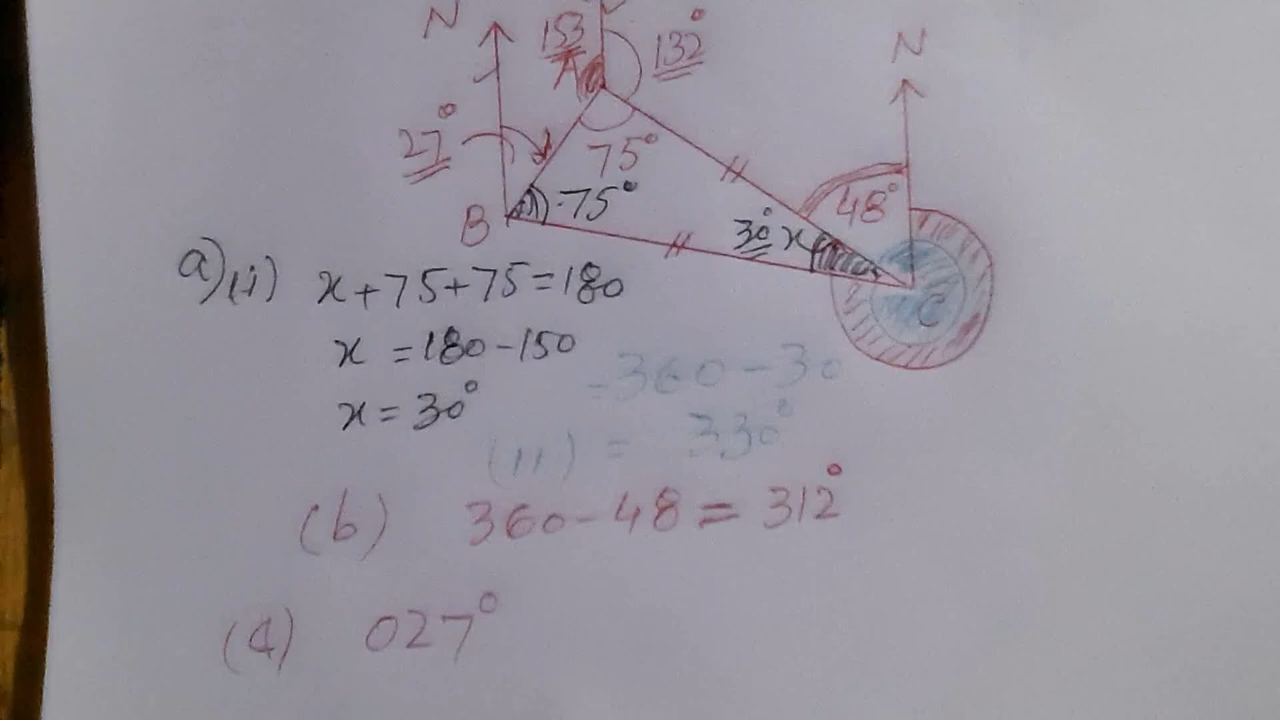 N
153
132°
A
N
27°
75°
75°
B
30° x
48°
C
a)(i) x+75+75=180
x = 180-150
x = 30°
=360-30
(ii) = 330°
(b) 360-48 = 312°
(d) 027°